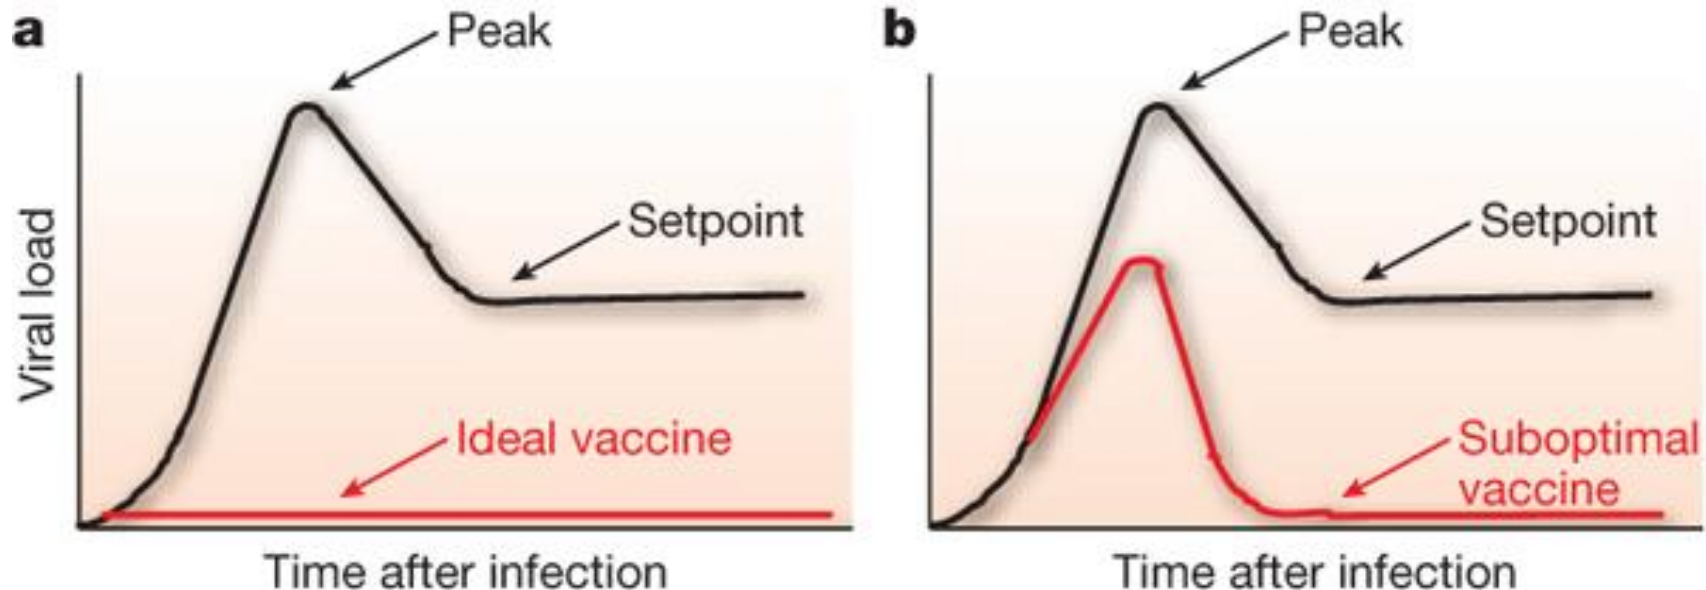 a
Peak
Setpoint
Viral load
Ideal vaccine
Time after infection
b
Peak
Setpoint
Suboptimal
vaccine
Time after infection